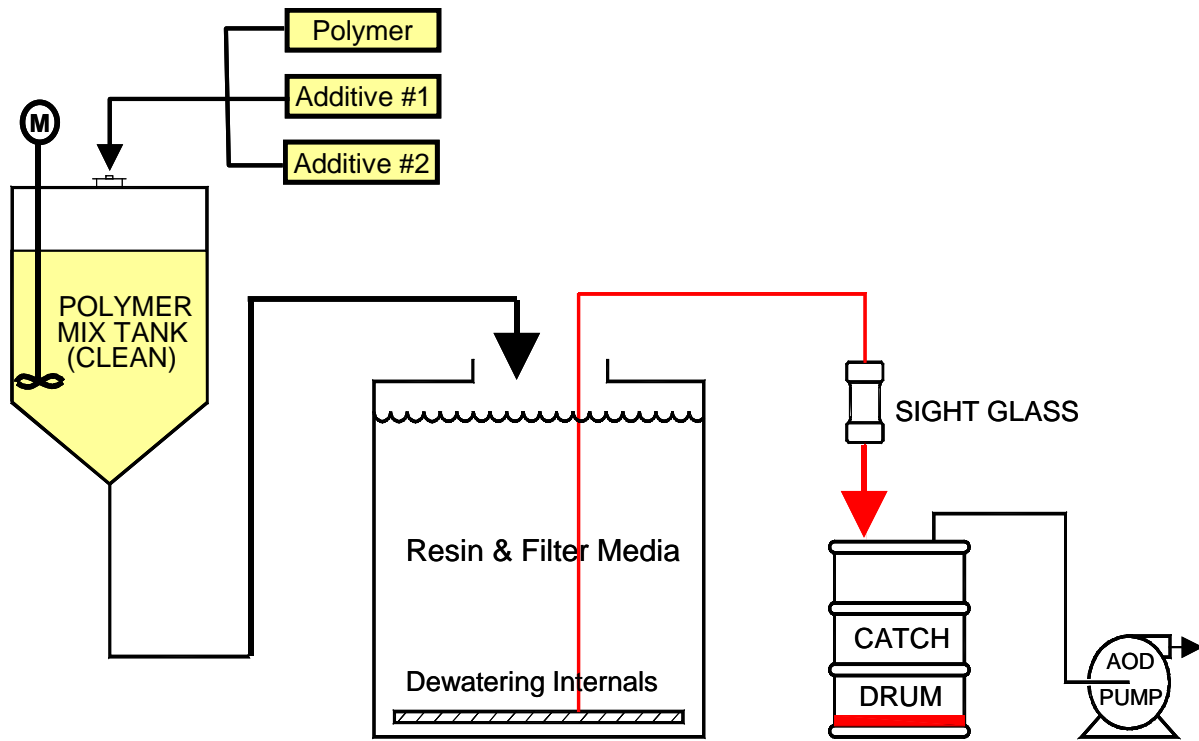 Polymer
Additive #1
Additive #2
M
POLYMER
MIX TANK
(CLEAN)
SIGHT GLASS
Resin & Filter Media
Dewatering Internals
CATCH
DRUM
AOD
PUMP